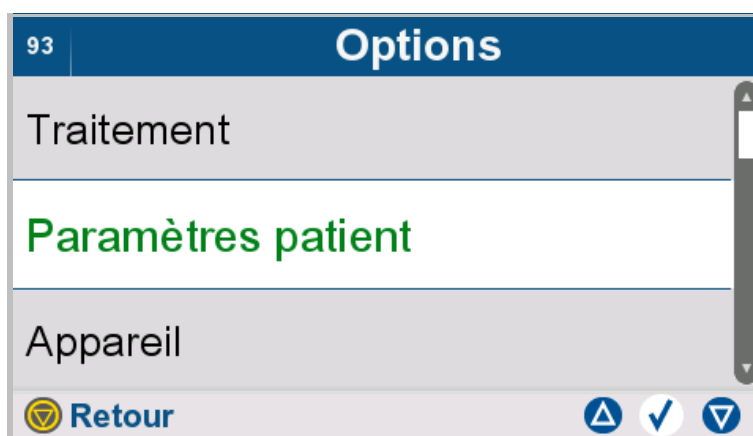 93
Options
Traitement
Paramètres patient
Appareil
Retour